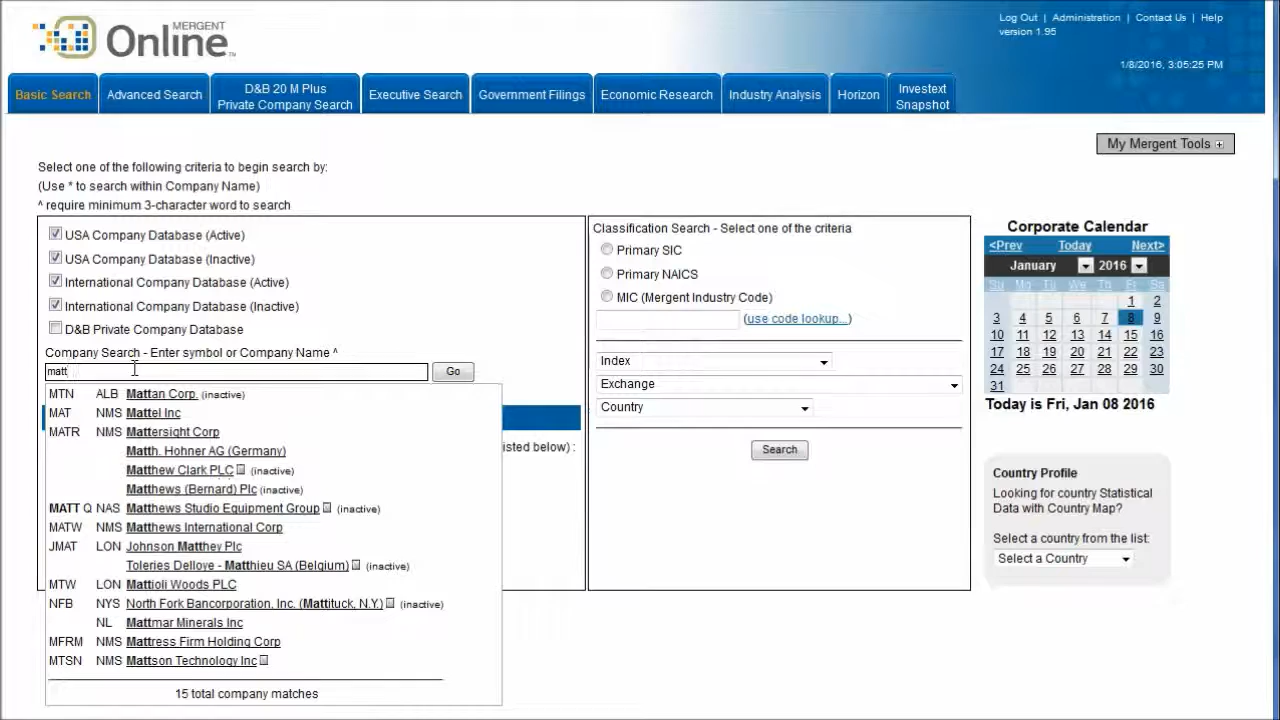 MERGENT
Online™
Log Out | Administration | Contact Us | Help
version 1.95
1/8/2016, 3:05:25 PM
Basic Search
Advanced Search
D&B 20 M Plus
Private Company Search
Executive Search
Government Filings
Economic Research
Industry Analysis
Horizon
Investext
Snapshot
My Mergent Tools
Select one of the following criteria to begin search by:
(Use * to search within Company Name)
^ require minimum 3-character word to search
USA Company Database (Active)
USA Company Database (Inactive)
International Company Database (Active)
International Company Database (Inactive)
D&B Private Company Database
Company Search - Enter symbol or Company Name ^
matt
Go
MTN ALB Mattan Corp. (inactive)
MAT NMS Mattel Inc
MATR NMS Mattersight Corp
Matth. Hohner AG (Germany)
Matthew Clark PLC (inactive)
Matthews (Bernard) Plc (inactive)
MATT Q NAS Matthews Studio Equipment Group (inactive)
MATW NMS Matthews International Corp
JMAT LON Johnson Matthey Plc
Toleries Delloye - Matthieu SA (Belgium) (inactive)
MTW LON Mattioli Woods PLC
NFB NYS North Fork Bancorporation, Inc. (Mattituck, N.Y.) (inactive)
NL Mattmar Minerals Inc
MFRM NMS Mattress Firm Holding Corp
MTSN NMS Mattson Technology Inc
15 total company matches
isted below) :
Classification Search - Select one of the criteria
Primary SIC
Primary NAICS
MIC (Mergent Industry Code)
(use code lookup...)
Index
Exchange
Country
Search
Corporate Calendar
<Prev Today Next>
January 2016
Su Mo Tu We Th Fr Sa
1 2
3 4 5 6 7 8 9
10 11 12 13 14 15 16
17 18 19 20 21 22 23
24 25 26 27 28 29 30
31
Today is Fri, Jan 08 2016
Country Profile
Looking for country Statistical
Data with Country Map?
Select a country from the list:
Select a Country